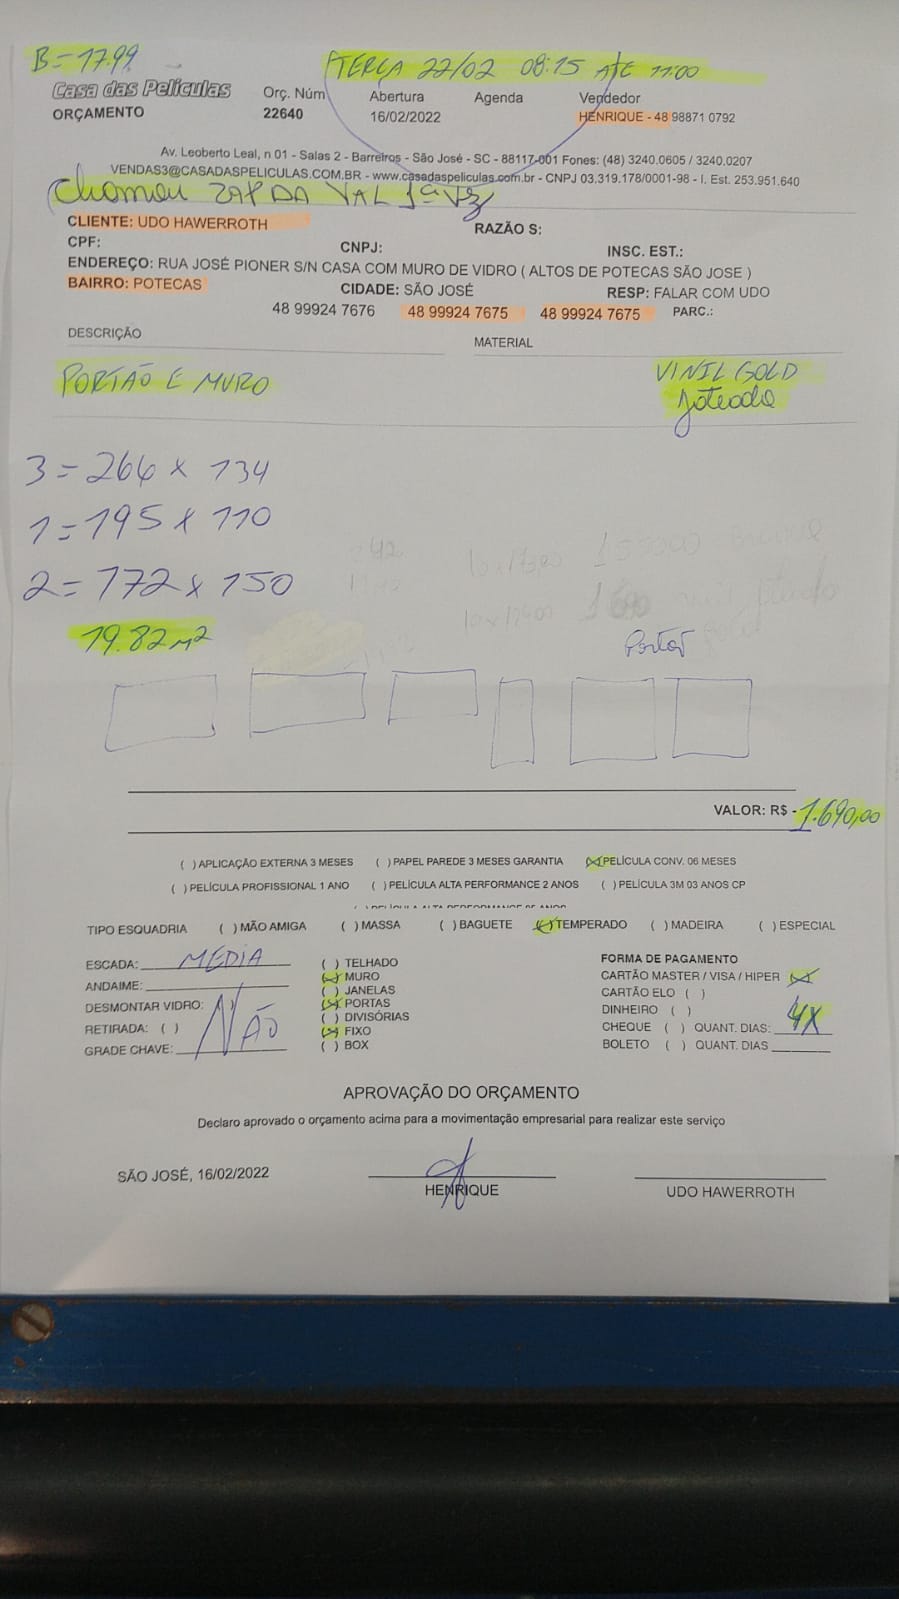 B=17.99
TERÇA 22/02 08:15 ATÉ 11:00
Casa das Películas
ORÇAMENTO
Orç. Núm
22640
Abertura
16/02/2022
Agenda
Vendedor
HENRIQUE - 48 98871 0792
Av. Leoberto Leal, n 01 - Salas 2 - Barreiros - São José - SC - 88117-001 Fones: (48) 3240.0605 / 3240.0207
VENDAS3@CASADASPELICULAS.COM.BR - www.casadaspeliculas.com.br - CNPJ 03.319.178/0001-98 - I. Est. 253.951.640
Chamou ZAP DA VAL 1ª VEZ
CLIENTE: UDO HAWERROTH RAZÃO S:
CPF: CNPJ: INSC. EST.:
ENDEREÇO: RUA JOSÉ PIONER S/N CASA COM MURO DE VIDRO ( ALTOS DE POTECAS SÃO JOSE )
BAIRRO: POTECAS CIDADE: SÃO JOSÉ RESP: FALAR COM UDO
48 99924 7676 48 99924 7675 48 99924 7675 PARC.:
DESCRIÇÃO MATERIAL
PORTÃO E MURO VINIL GOLD
Jateado
3=266 x 134
1=195 x 110
2=172 x 150
19.82 m²
VALOR: R$ - 1.690,00
( ) APLICAÇÃO EXTERNA 3 MESES ( ) PAPEL PAREDE 3 MESES GARANTIA (X) PELÍCULA CONV. 06 MESES
( ) PELÍCULA PROFISSIONAL 1 ANO ( ) PELÍCULA ALTA PERFORMANCE 2 ANOS ( ) PELÍCULA 3M 03 ANOS CP
TIPO ESQUADRIA ( ) MÃO AMIGA ( ) MASSA ( ) BAGUETE (X) TEMPERADO ( ) MADEIRA ( ) ESPECIAL
ESCADA: MEDIA
ANDAIME:
DESMONTAR VIDRO: NÃO
RETIRADA: ( )
GRADE CHAVE:
( ) TELHADO
(X) MURO
( ) JANELAS
(X) PORTAS
( ) DIVISÓRIAS
(X) FIXO
( ) BOX
FORMA DE PAGAMENTO
CARTÃO MASTER / VISA / HIPER (X)
CARTÃO ELO ( )
DINHEIRO ( )
CHEQUE ( ) QUANT. DIAS: 4X
BOLETO ( ) QUANT. DIAS
APROVAÇÃO DO ORÇAMENTO
Declaro aprovado o orçamento acima para a movimentação empresarial para realizar este serviço
SÃO JOSÉ, 16/02/2022
HENRIQUE
UDO HAWERROTH